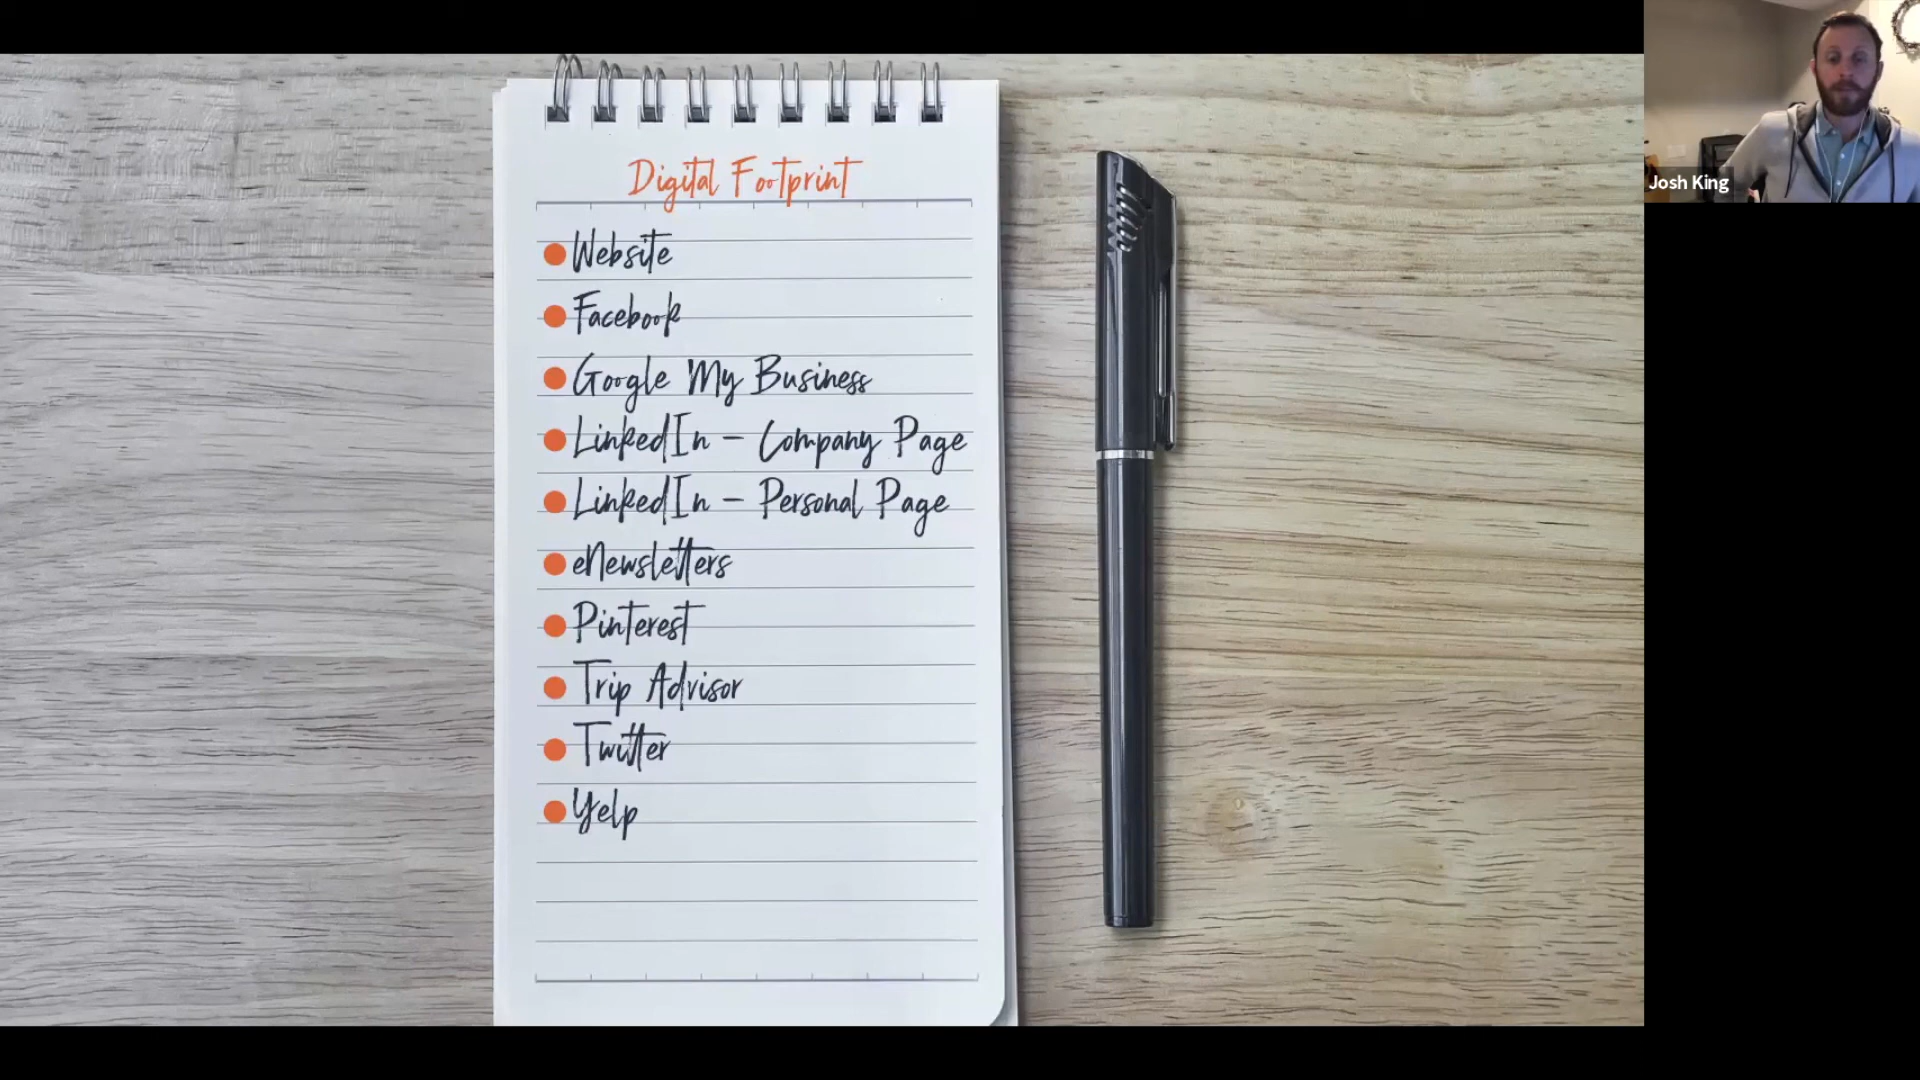 Digital Footprint
Website
Facebook
Google My Business
LinkedIn - Company Page
LinkedIn - Personal Page
eNewsletters
Pinterest
Trip Advisor
Twitter
Yelp
Josh King